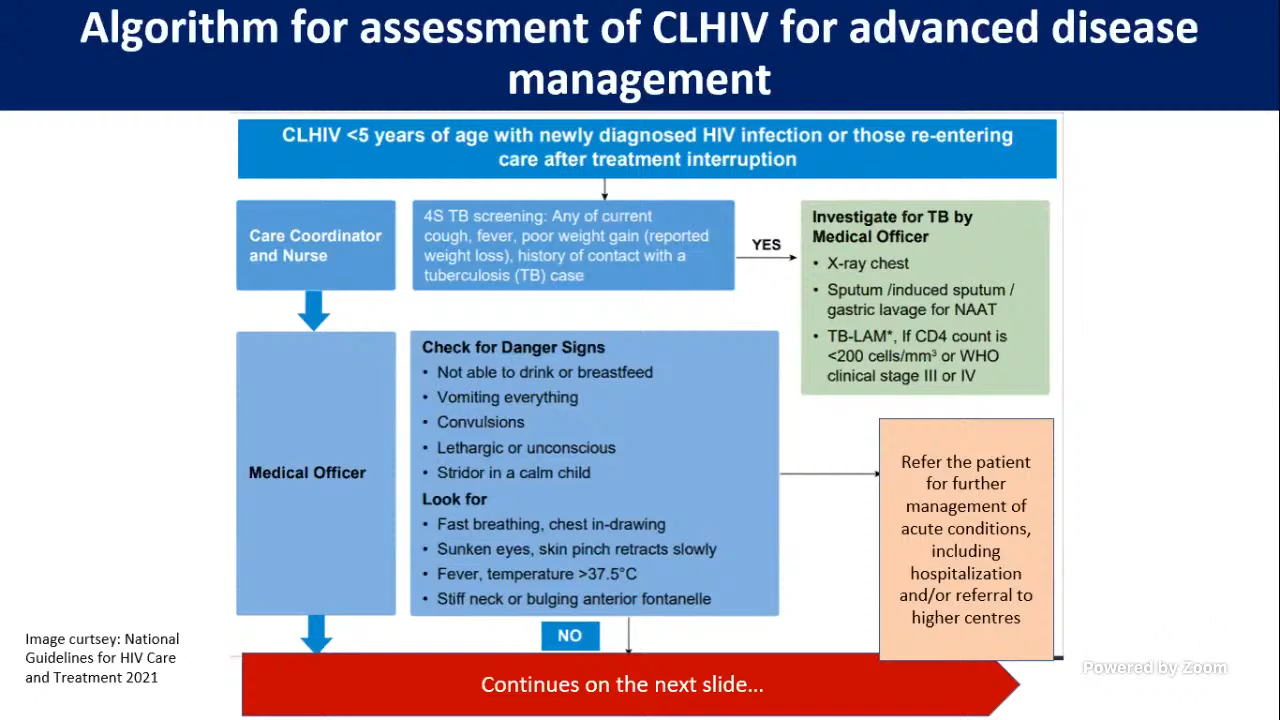 Algorithm for assessment of CLHIV for advanced disease
management
CLHIV <5 years of age with newly diagnosed HIV infection or those re-entering
care after treatment interruption
Care Coordinator
and Nurse
4S TB screening: Any of current
cough, fever, poor weight gain (reported
weight loss), history of contact with a
tuberculosis (TB) case
YES
Investigate for TB by
Medical Officer
• X-ray chest
• Sputum /induced sputum /
gastric lavage for NAAT
• TB-LAM*, If CD4 count is
<200 cells/mm³ or WHO
clinical stage III or IV
Medical Officer
Check for Danger Signs
• Not able to drink or breastfeed
• Vomiting everything
• Convulsions
• Lethargic or unconscious
• Stridor in a calm child
Look for
• Fast breathing, chest in-drawing
• Sunken eyes, skin pinch retracts slowly
• Fever, temperature >37.5°C
• Stiff neck or bulging anterior fontanelle
Refer the patient
for further
management of
acute conditions,
including
hospitalization
and/or referral to
higher centres
NO
Image curtsey: National
Guidelines for HIV Care
and Treatment 2021
Continues on the next slide...
Powered by Zoom